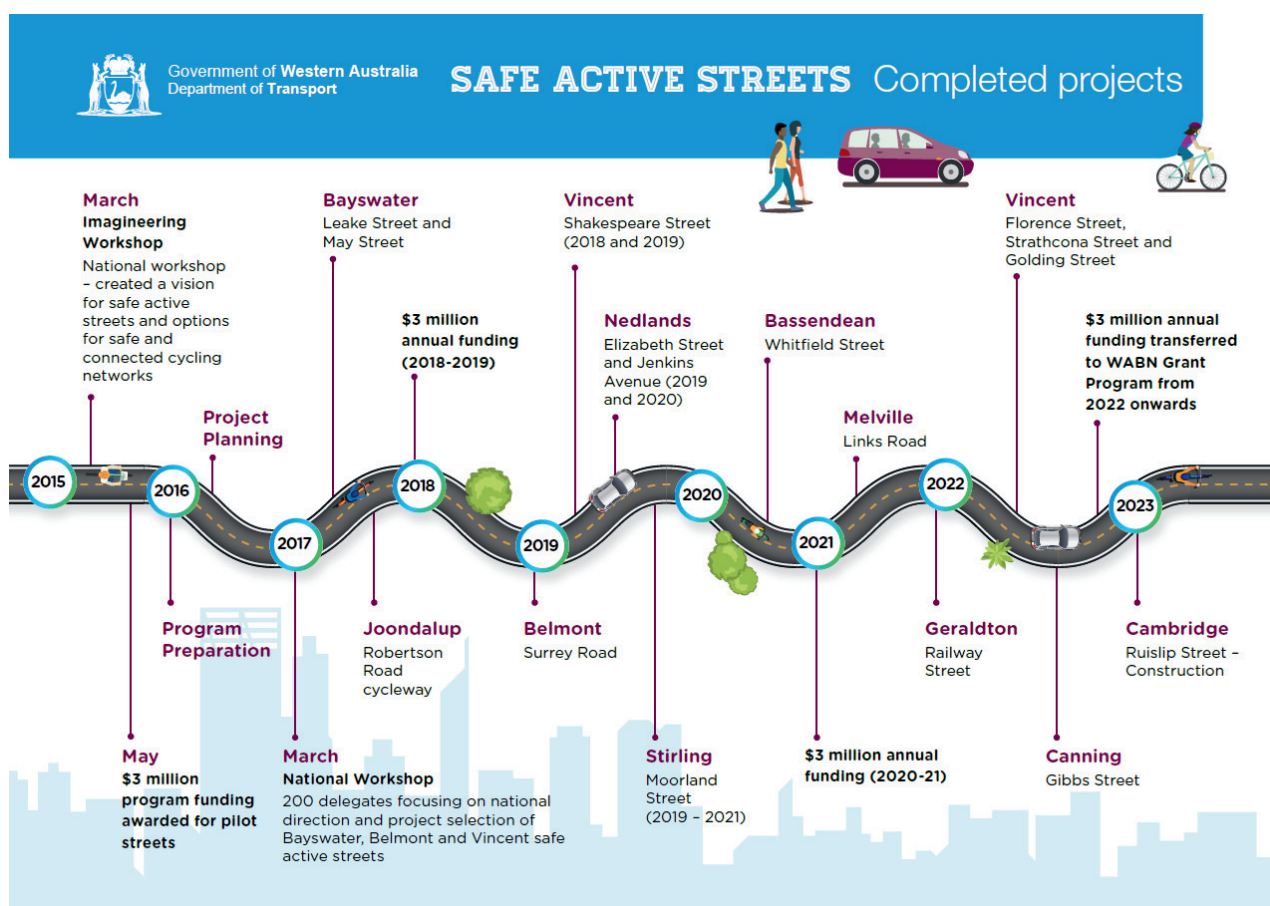 Government of Western Australia
Department of Transport
SAFE ACTIVE STREETS Completed projects
March
Imagineering
Workshop
National workshop
– created a vision
for safe active
streets and options
for safe and
connected cycling
networks
Project
Planning
Bayswater
Leake Street and
May Street
$3 million
annual funding
(2018-2019)
Vincent
Shakespeare Street
(2018 and 2019)
Nedlands
Elizabeth Street
and Jenkins
Avenue (2019
and 2020)
Bassendean
Whitfield Street
Melville
Links Road
Vincent
Florence Street,
Strathcona Street and
Golding Street
$3 million annual
funding transferred
to WABN Grant
Program from
2022 onwards
2015
2016
2017
2018
2019
2020
2021
2022
2023
Program
Preparation
Joondalup
Robertson
Road
cycleway
Belmont
Surrey Road
Geraldton
Railway
Street
Cambridge
Ruislip Street –
Construction
May
$3 million
program funding
awarded for pilot
streets
March
National Workshop
200 delegates focusing on national
direction and project selection of
Bayswater, Belmont and Vincent safe
active streets
Stirling
Moorland
Street
(2019 – 2021)
$3 million annual
funding (2020-21)
Canning
Gibbs Street